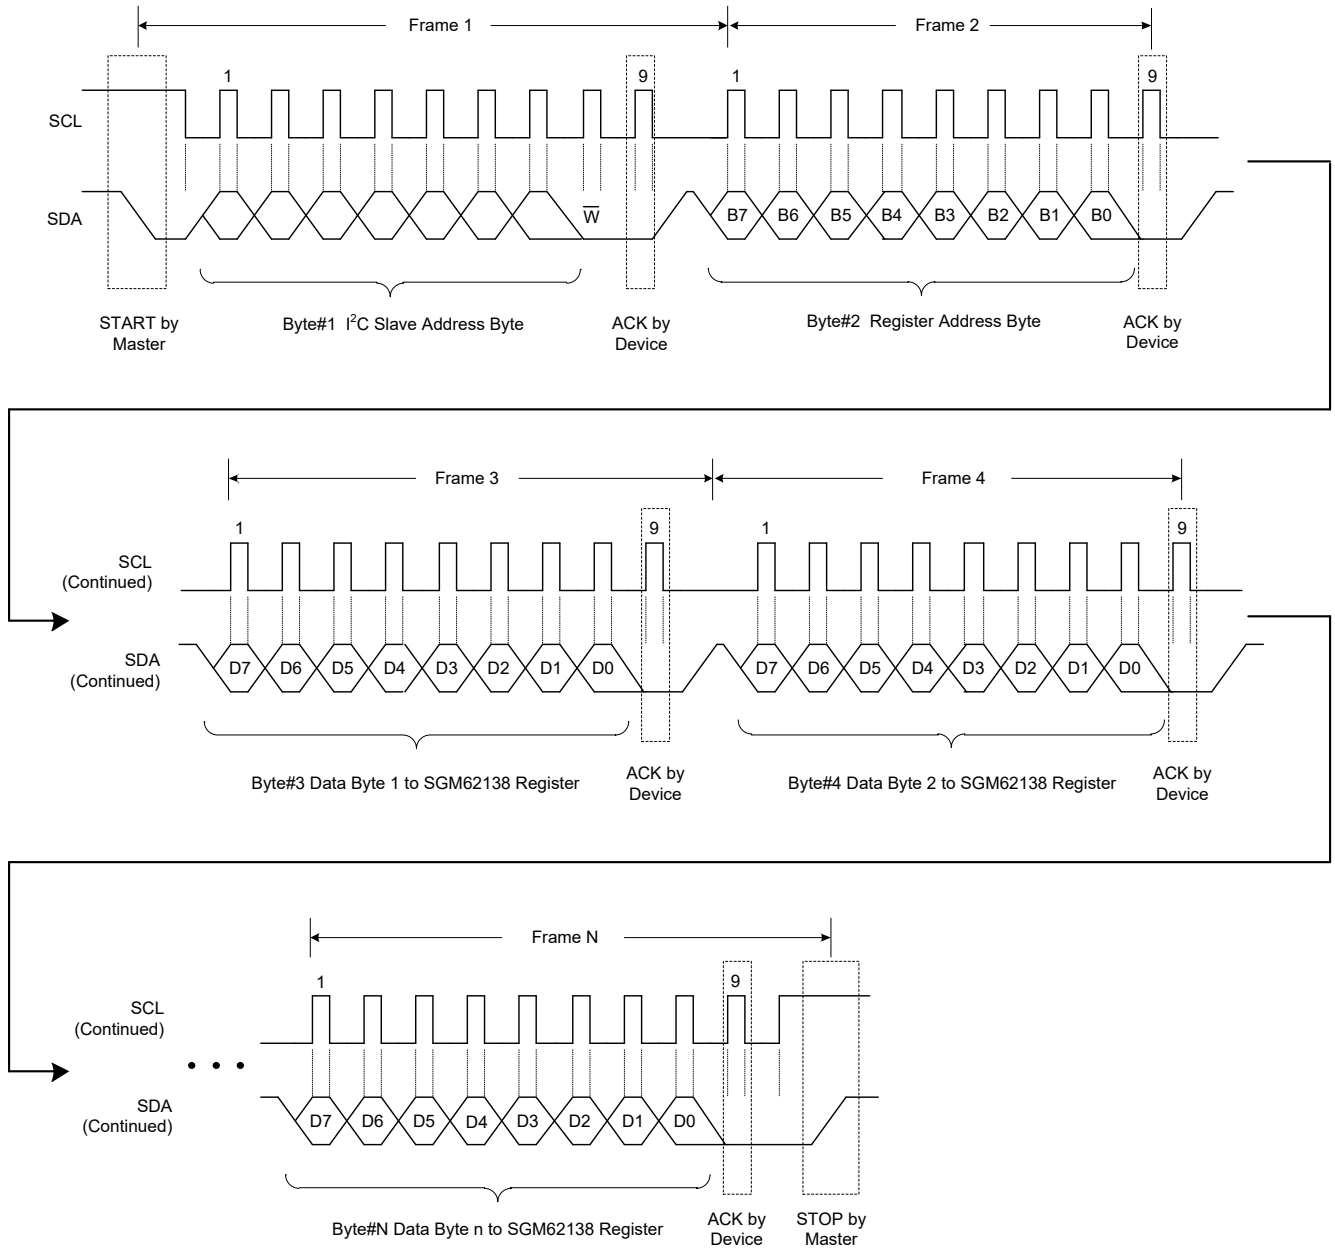 Frame 1
Frame 2
1
9
1
9
SCL
SDA
W
B7 B6 B5 B4 B3 B2 B1 B0
START by
Master
Byte#1 I²C Slave Address Byte
ACK by
Device
Byte#2 Register Address Byte
ACK by
Device
Frame 3
Frame 4
1
9
1
9
SCL
(Continued)
SDA
(Continued)
D7 D6 D5 D4 D3 D2 D1 D0
D7 D6 D5 D4 D3 D2 D1 D0
Byte#3 Data Byte 1 to SGM62138 Register
ACK by
Device
Byte#4 Data Byte 2 to SGM62138 Register
ACK by
Device
Frame N
1
9
SCL
(Continued)
SDA
(Continued)
D7 D6 D5 D4 D3 D2 D1 D0
Byte#N Data Byte n to SGM62138 Register
ACK by
Device
STOP by
Master